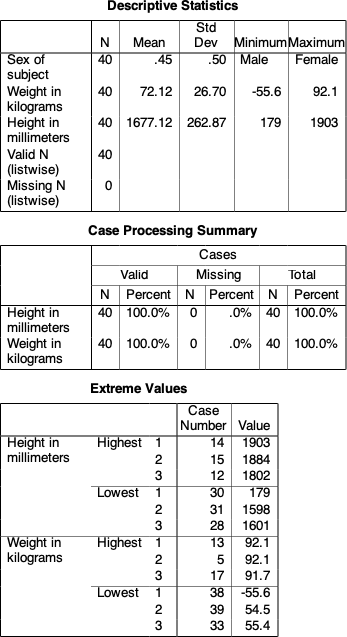 Descriptive Statistics
N Mean Std Dev Minimum Maximum
Sex of subject 40 .45 .50 Male Female
Weight in kilograms 40 72.12 26.70 -55.6 92.1
Height in millimeters 40 1677.12 262.87 179 1903
Valid N (listwise) 40
Missing N (listwise) 0
Case Processing Summary
Cases
Valid Missing Total
N Percent N Percent N Percent
Height in millimeters 40 100.0% 0 .0% 40 100.0%
Weight in kilograms 40 100.0% 0 .0% 40 100.0%
Extreme Values
Case Number Value
Height in millimeters Highest 1 14 1903
2 15 1884
3 12 1802
Lowest 1 30 179
2 31 1598
3 28 1601
Weight in kilograms Highest 1 13 92.1
2 5 92.1
3 17 91.7
Lowest 1 38 -55.6
2 39 54.5
3 33 55.4